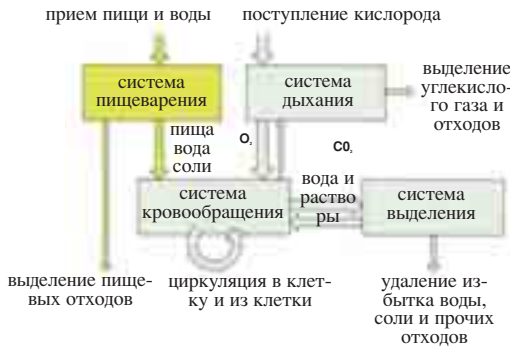 прием пищи и воды
поступление кислорода
система
пищеварения
система
дыхания
выделение
углекисло-
го газа и
отходов
пища
вода
соли
O₂
C0₂
система
кровообращения
вода и
раство
ры
система
выделения
выделение пище-
вых отходов
циркуляция в клет-
ку и из клетки
удаление из-
бытка воды,
соли и прочих
отходов